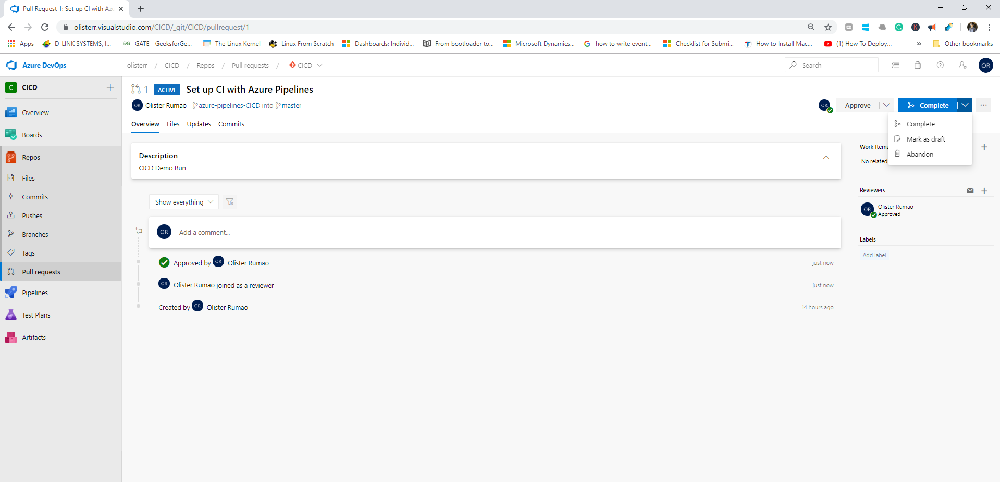 Pull Request 1: Set up CI with Azu
olisterr.visualstudio.com/CICD/_git/CICD/pullrequest/1
Apps D-LINK SYSTEMS, I... GATE - GeeksforGe... The Linux Kernel Linux From Scratch Dashboards: Individ... From bootloader to... Microsoft Dynamics... how to write event... Checklist for Submi... How to Install Mac... (1) How To Deploy... » Other bookmarks
Azure DevOps olisterr / CICD / Repos / Pull requests / CICD Search OR
C CICD
Overview
Boards
Repos
Files
Commits
Pushes
Branches
Tags
Pull requests
Pipelines
Test Plans
Artifacts
1 ACTIVE Set up CI with Azure Pipelines
OR Olister Rumao azure-pipelines-CICD into master
OR Approve Complete ...
Overview Files Updates Commits
Complete
Mark as draft
Abandon
Description
CICD Demo Run
Show everything
OR Add a comment...
Approved by OR Olister Rumao just now
OR Olister Rumao joined as a reviewer just now
Created by OR Olister Rumao 14 hours ago
Work Items
No related
Reviewers
OR Olister Rumao
Approved
Labels
Add label